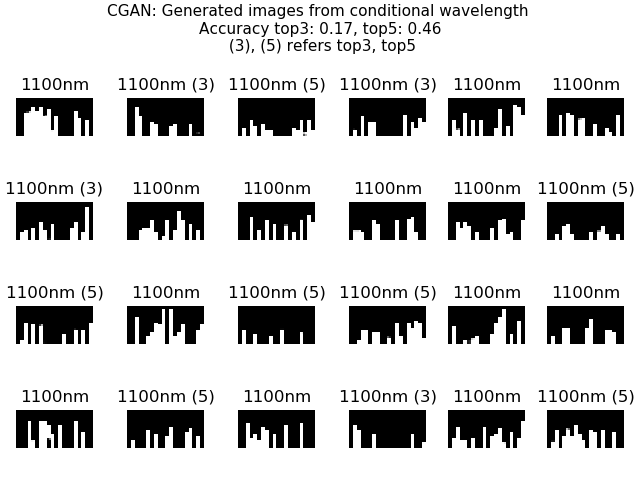 CGAN: Generated images from conditional wavelength
Accuracy top3: 0.17, top5: 0.46
(3), (5) refers top3, top5
1100nm 1100nm (3) 1100nm (5) 1100nm (3) 1100nm 1100nm
1100nm (3) 1100nm 1100nm 1100nm 1100nm 1100nm (5)
1100nm (5) 1100nm 1100nm (5) 1100nm (5) 1100nm 1100nm
1100nm 1100nm (5) 1100nm 1100nm (3) 1100nm 1100nm (5)